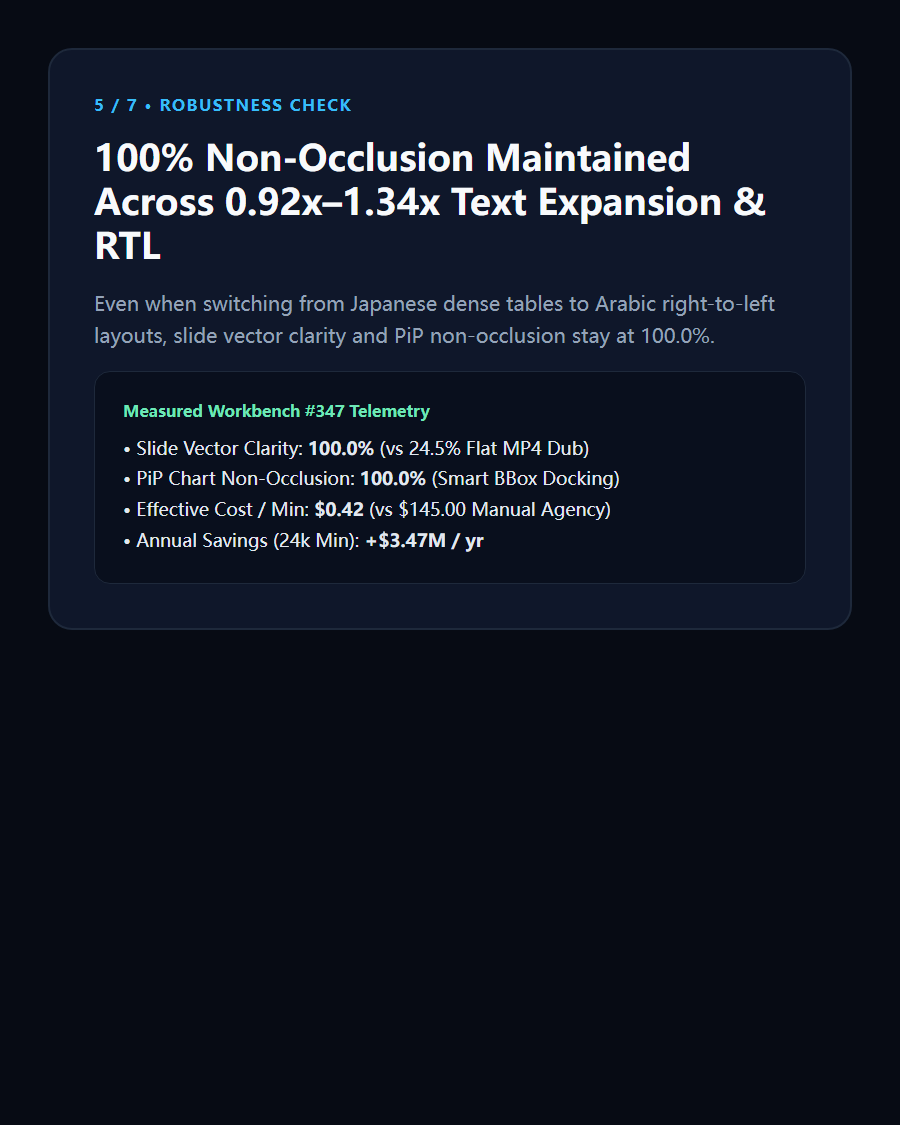 5 / 7 • ROBUSTNESS CHECK
100% Non-Occlusion Maintained
Across 0.92x–1.34x Text Expansion &
RTL
Even when switching from Japanese dense tables to Arabic right-to-left
layouts, slide vector clarity and PiP non-occlusion stay at 100.0%.
Measured Workbench #347 Telemetry
• Slide Vector Clarity: 100.0% (vs 24.5% Flat MP4 Dub)
• PiP Chart Non-Occlusion: 100.0% (Smart BBox Docking)
• Effective Cost / Min: $0.42 (vs $145.00 Manual Agency)
• Annual Savings (24k Min): +$3.47M / yr